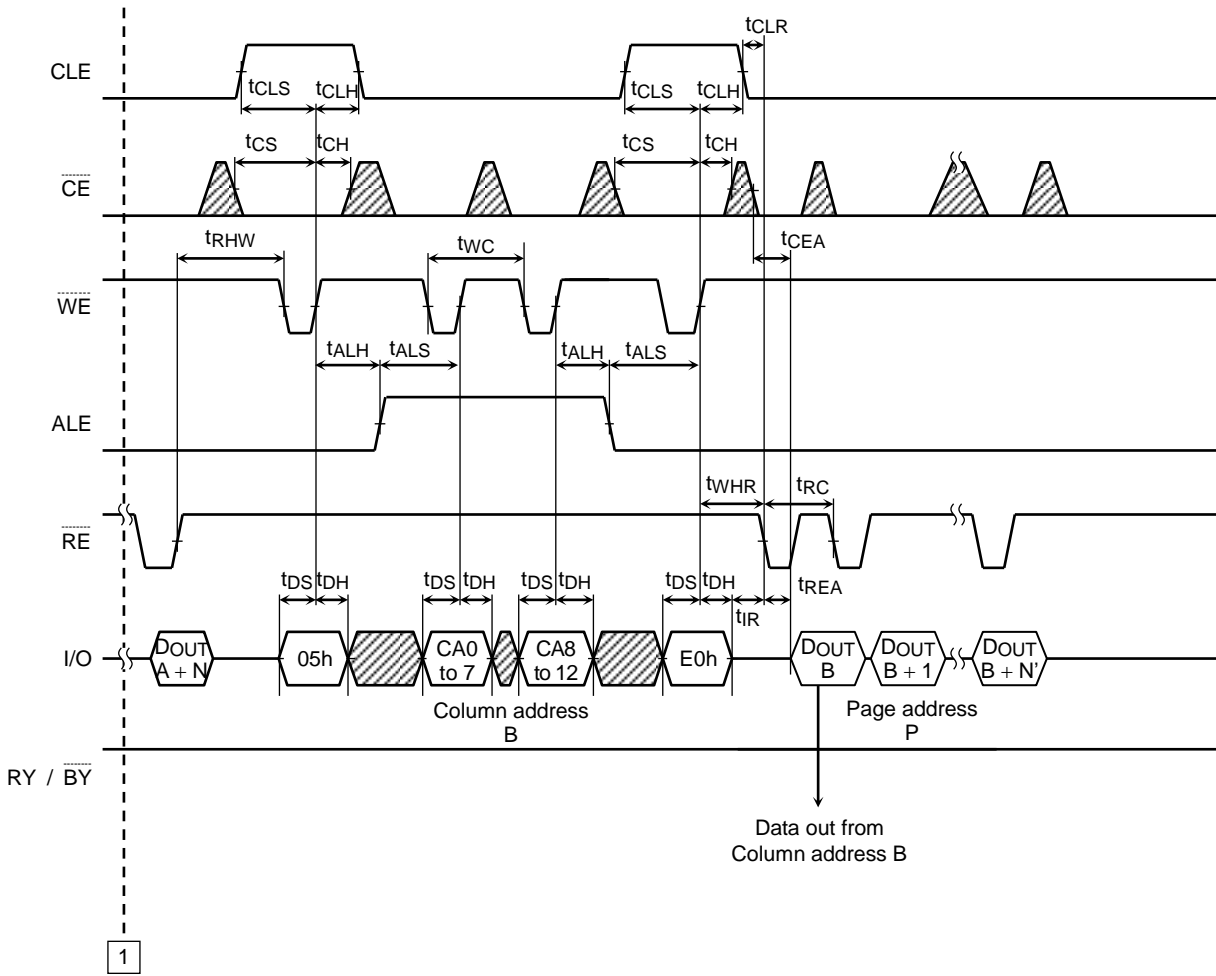 tCLR
CLE
tCLS tCLH tCLS tCLH
tCS tCH tCS tCH
CE
tRHW tWC tCEA
WE
tALH tALS tALH tALS
ALE
tWHR tRC
RE
tDS tDH tDS tDH tDS tDH tDS tDH tREA
tIR
I/O
DOUT
A + N
05h
CA0
to 7
CA8
to 12
E0h
DOUT
B
DOUT
B + 1
DOUT
B + N’
Column address
B
Page address
P
RY / BY
Data out from
Column address B
1